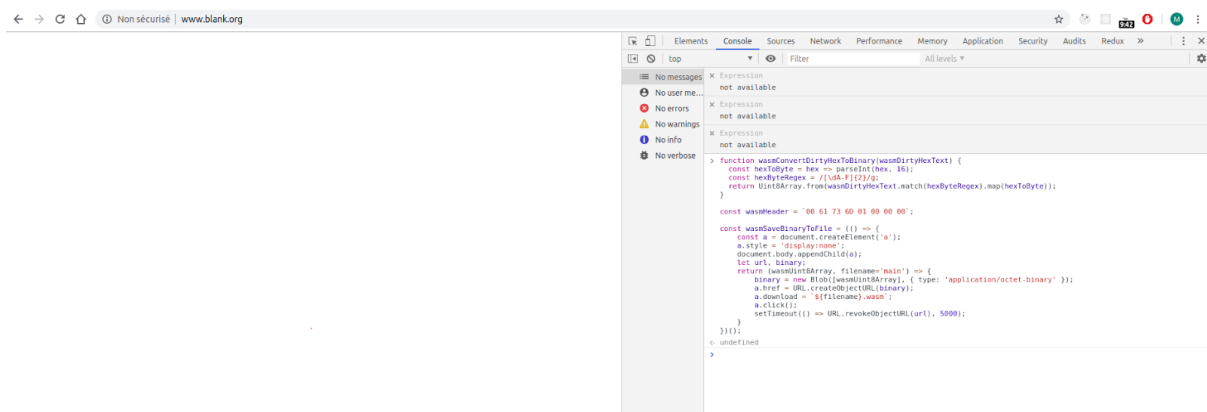 Non sécurisé | www.blank.org
9:42
M
Elements Console Sources Network Performance Memory Application Security Audits Redux »
top Filter All levels ▼
No messages
No user me...
No errors
No warnings
No info
No verbose
× Expression
not available
× Expression
not available
× Expression
not available
> function wasmConvertDirtyHexToBinary(wasmDirtyHexText) {
const hexToByte = hex => parseInt(hex, 16);
const hexByteRegex = /[\dA-F]{2}/g;
return Uint8Array.from(wasmDirtyHexText.match(hexByteRegex).map(hexToByte));
}
const wasmHeader = `00 61 73 6D 01 00 00 00`;
const wasmSaveBinaryToFile = (() => {
const a = document.createElement('a');
a.style = 'display:none';
document.body.appendChild(a);
let url, binary;
return (wasmUint8Array, filename='main') => {
binary = new Blob([wasmUint8Array], { type: 'application/octet-binary' });
a.href = URL.createObjectURL(binary);
a.download = `${filename}.wasm`;
a.click();
setTimeout(() => URL.revokeObjectURL(url), 5000);
}
})();
undefined
>